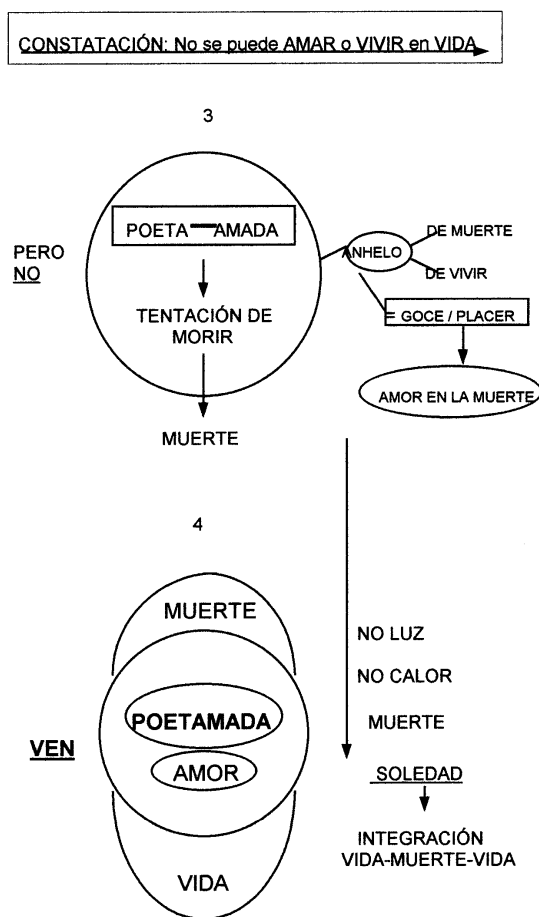 CONSTATACIÓN: No se puede AMAR o VIVIR en VIDA
3
PERO
NO
POETA AMADA
TENTACIÓN DE
MORIR
MUERTE
ANHELO
DE MUERTE
DE VIVIR
= GOCE / PLACER
AMOR EN LA MUERTE
4
MUERTE
VEN
POETAMADA
AMOR
VIDA
NO LUZ
NO CALOR
MUERTE
SOLEDAD
INTEGRACIÓN
VIDA-MUERTE-VIDA